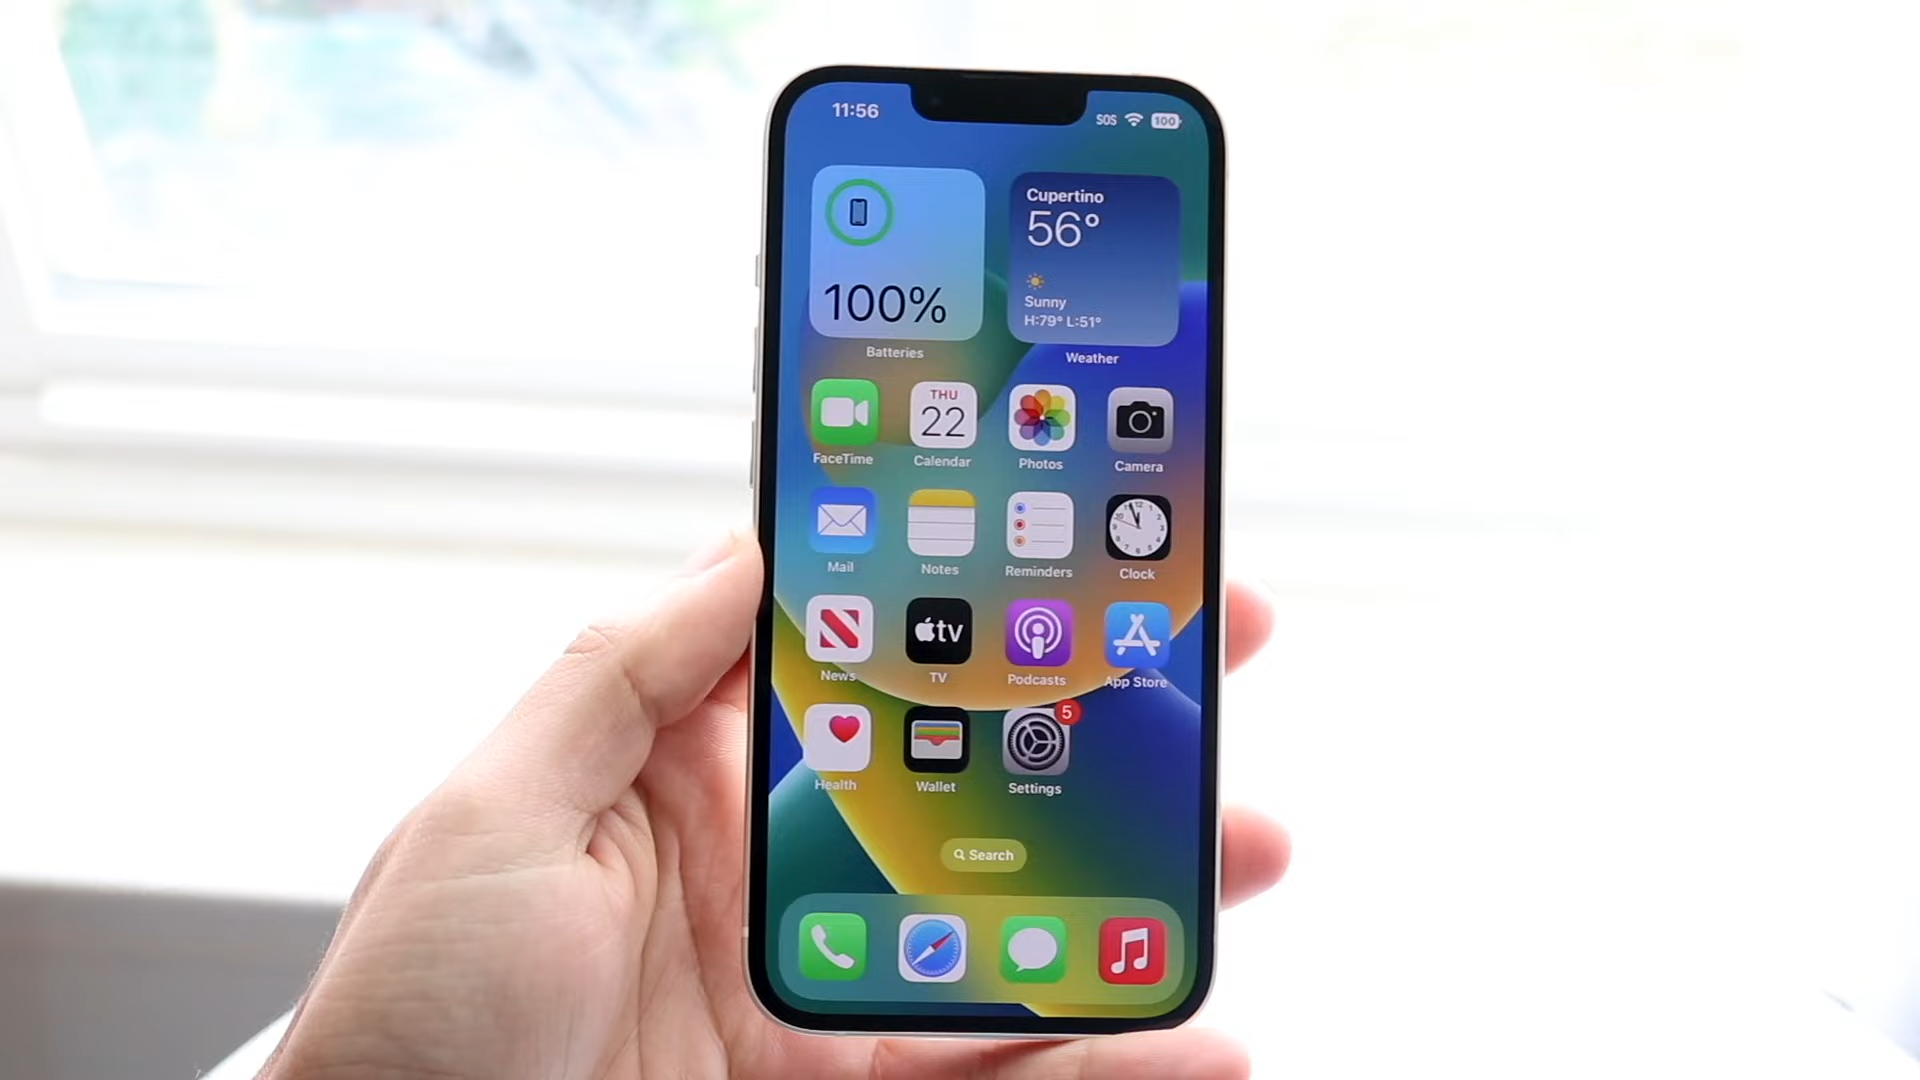 11:56
SOS 100
100%
Batteries
Cupertino
56°
Sunny
H:79° L:51°
Weather
THU
22
FaceTime
Calendar
Photos
Camera
Mail
Notes
Reminders
Clock
tv
News
TV
Podcasts
App Store
5
Health
Wallet
Settings
Search